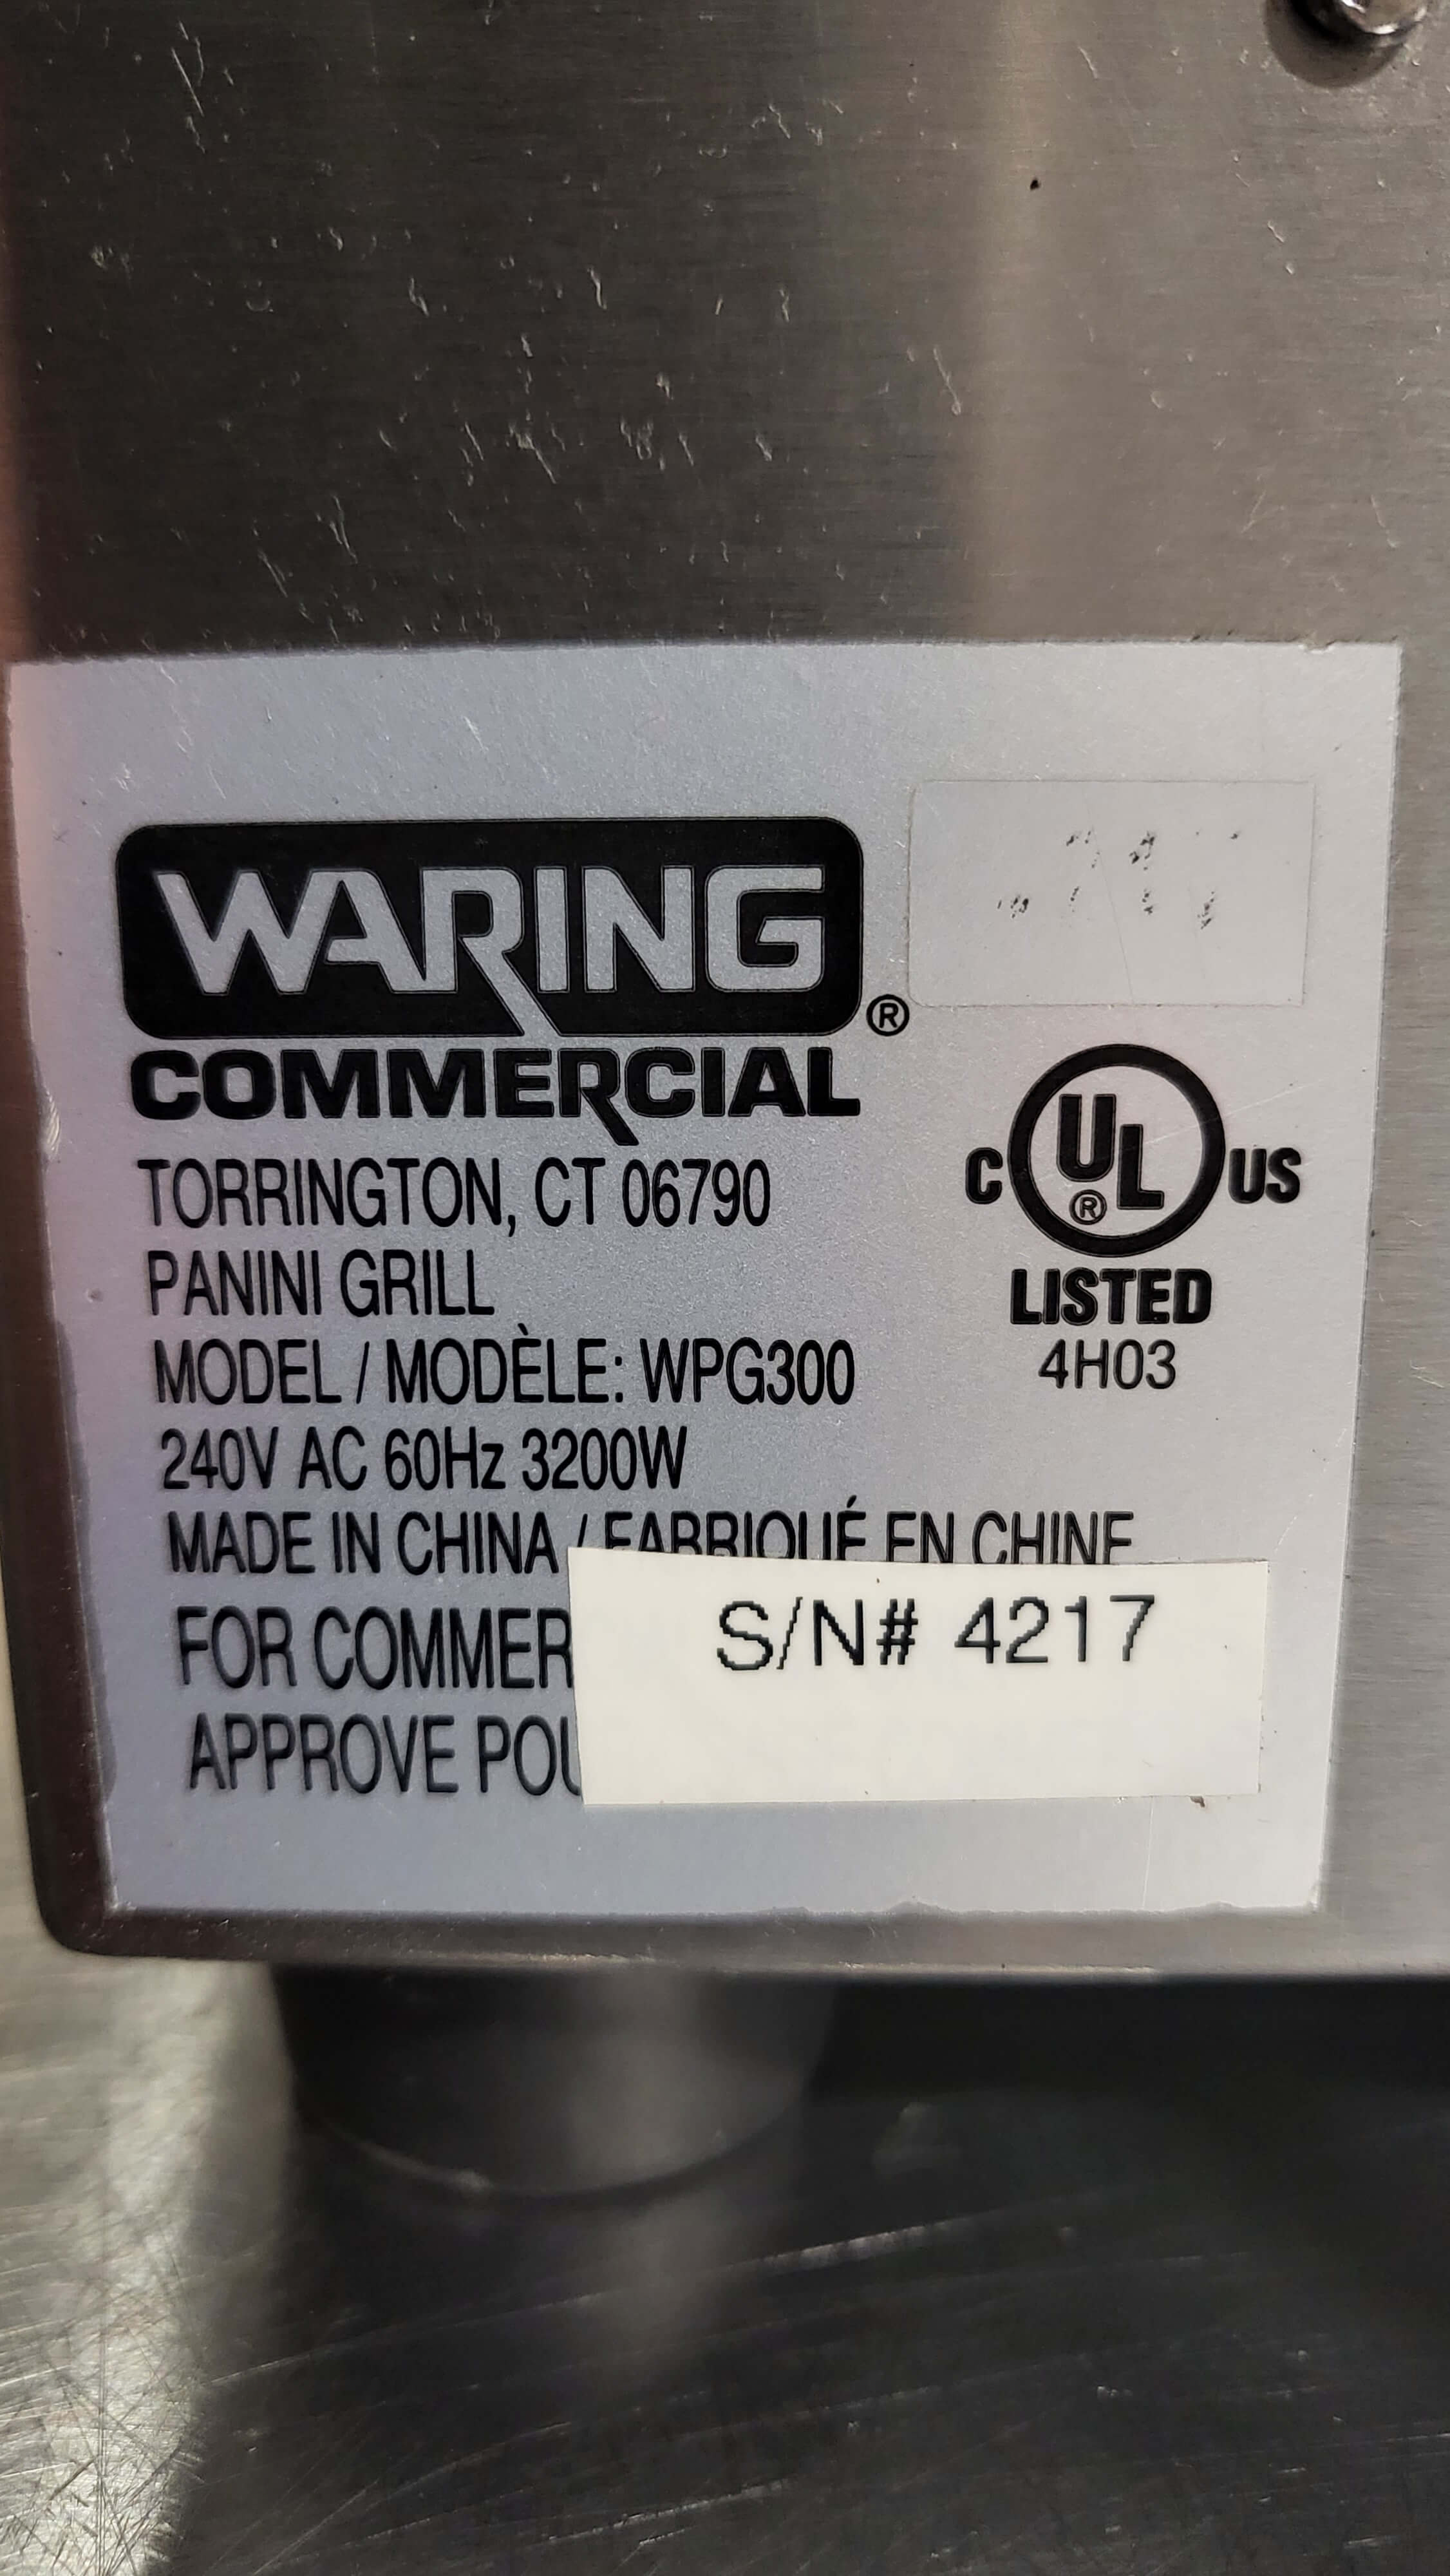 WARING®
COMMERCIAL
TORRINGTON, CT 06790
PANINI GRILL
MODEL / MODÈLE: WPG300
240V AC 60Hz 3200W
MADE IN CHINA / FABRIQUÉ EN CHINE
FOR COMMER
APPROVE POU
C UL® US
LISTED
4H03
S/N# 4217